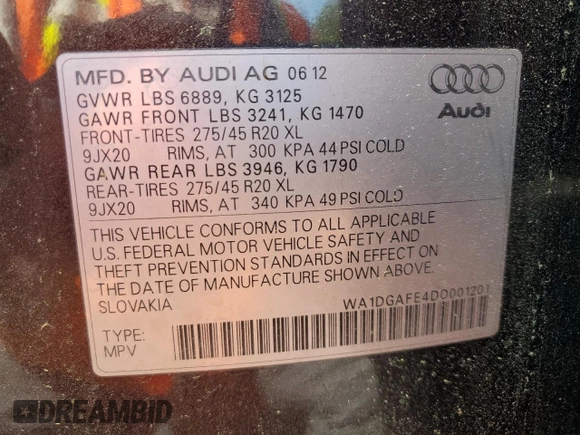 MFD. BY AUDI AG 06 12
GVWR LBS 6889, KG 3125
GAWR FRONT LBS 3241, KG 1470
FRONT-TIRES 275/45 R20 XL
9JX20 RIMS, AT 300 KPA 44 PSI COLD
GAWR REAR LBS 3946, KG 1790
REAR-TIRES 275/45 R20 XL
9JX20 RIMS, AT 340 KPA 49 PSI COLD
Audi
THIS VEHICLE CONFORMS TO ALL APPLICABLE
U.S. FEDERAL MOTOR VEHICLE SAFETY AND
THEFT PREVENTION STANDARDS IN EFFECT ON
THE DATE OF MANUFACTURE SHOWN ABOVE.
SLOVAKIA
WA1DGAFE4DD001201
TYPE:
MPV
DREAMBID